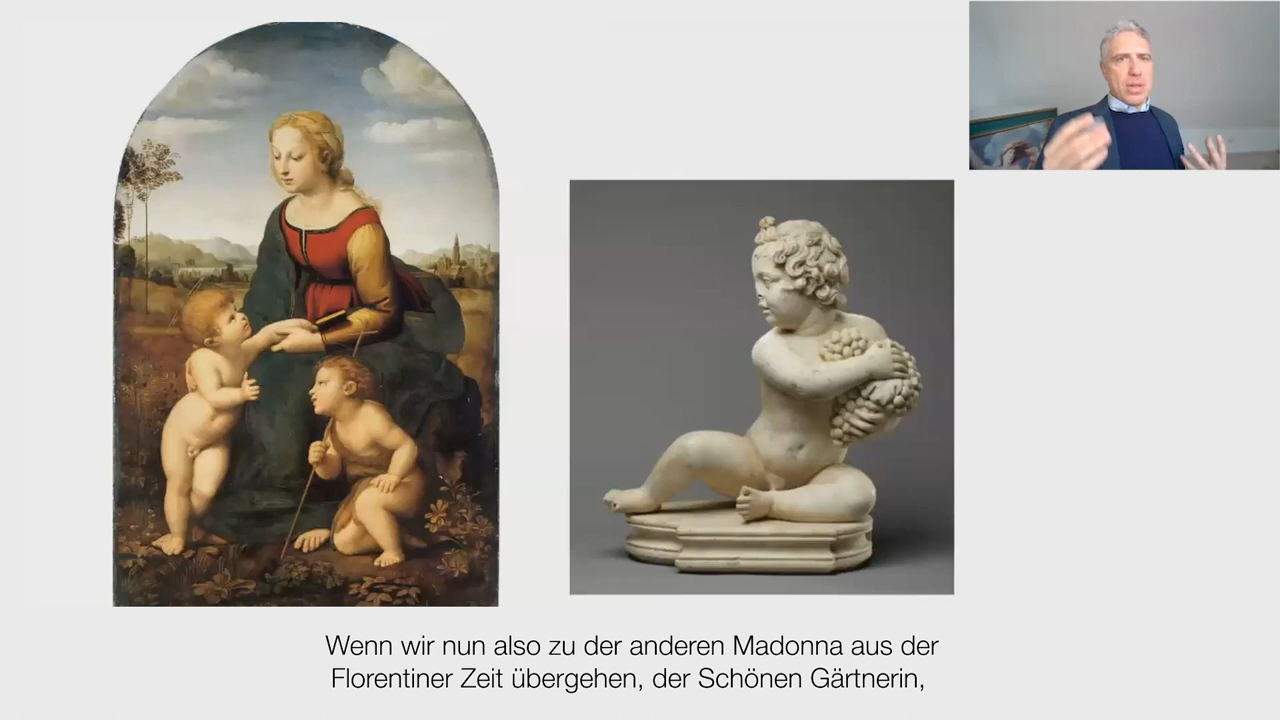 Wenn wir nun also zu der anderen Madonna aus der
Florentiner Zeit übergehen, der Schönen Gärtnerin,